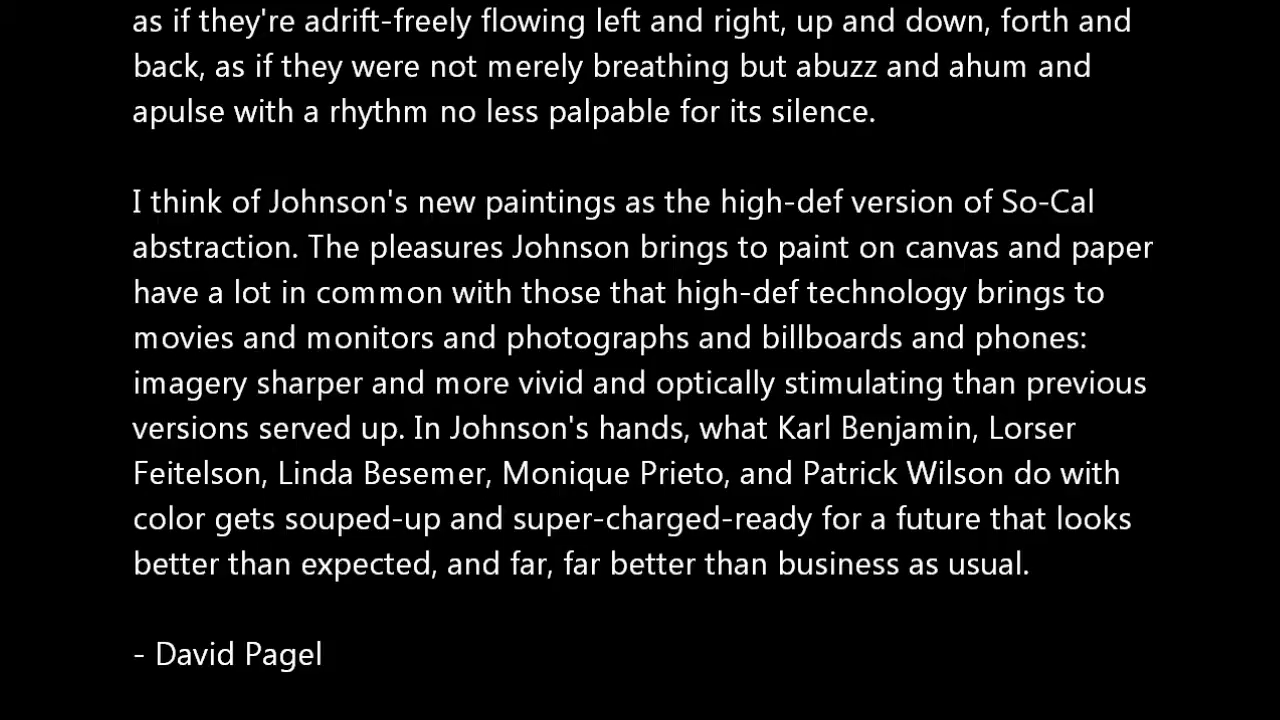 as if they're adrift-freely flowing left and right, up and down, forth and
back, as if they were not merely breathing but abuzz and ahum and
apulse with a rhythm no less palpable for its silence.
I think of Johnson's new paintings as the high-def version of So-Cal
abstraction. The pleasures Johnson brings to paint on canvas and paper
have a lot in common with those that high-def technology brings to
movies and monitors and photographs and billboards and phones:
imagery sharper and more vivid and optically stimulating than previous
versions served up. In Johnson's hands, what Karl Benjamin, Lorser
Feitelson, Linda Besemer, Monique Prieto, and Patrick Wilson do with
color gets souped-up and super-charged-ready for a future that looks
better than expected, and far, far better than business as usual.
- David Pagel